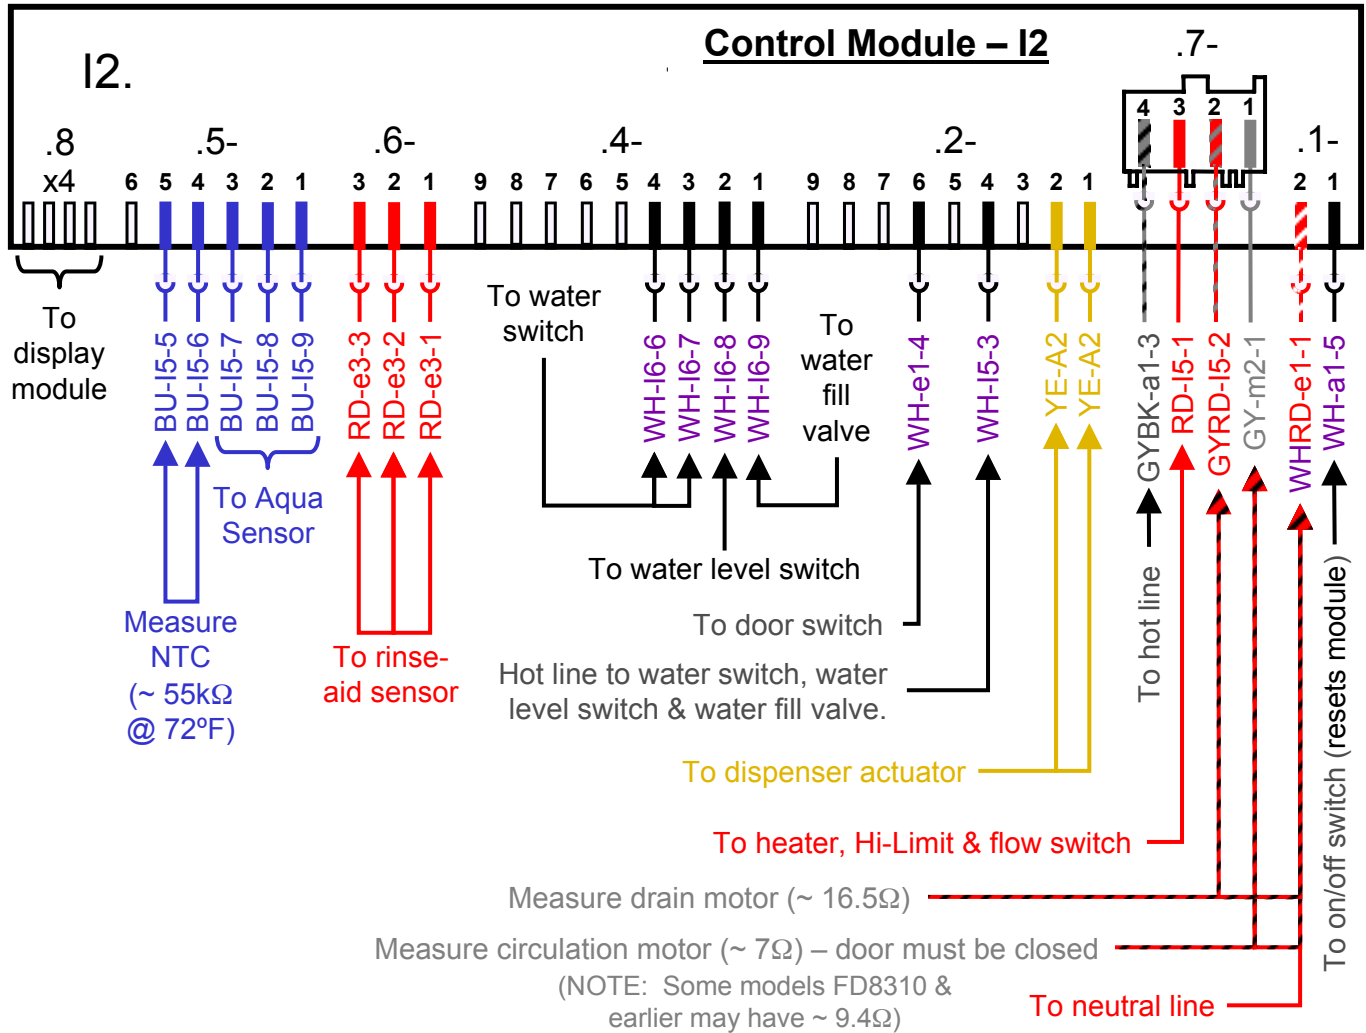 Control Module – I2
I2.
.7-
4 3 2 1
.8
x4
.5-
.6-
.4-
.2-
.1-
6 5 4 3 2 1
3 2 1
9 8 7 6 5 4 3 2 1
9 8 7 6 5 4 3 2 1
2 1
To
display
module
BU-I5-5
BU-I5-6
BU-I5-7
BU-I5-8
BU-I5-9
RD-e3-3
RD-e3-2
RD-e3-1
To water
switch
WH-I6-6
WH-I6-7
WH-I6-8
WH-I6-9
To
water
fill
valve
WH-e1-4
WH-I5-3
YE-A2
YE-A2
GYBK-a1-3
RD-I5-1
GYRD-I5-2
GY-m2-1
WHRD-e1-1
WH-a1-5
To Aqua
Sensor
To water level switch
Measure
NTC
(~ 55kΩ
@ 72ºF)
To rinse-
aid sensor
To door switch
Hot line to water switch, water
level switch & water fill valve.
To hot line
To on/off switch (resets module)
To dispenser actuator
To heater, Hi-Limit & flow switch
Measure drain motor (~ 16.5Ω)
Measure circulation motor (~ 7Ω) – door must be closed
(NOTE: Some models FD8310 &
earlier may have ~ 9.4Ω)
To neutral line